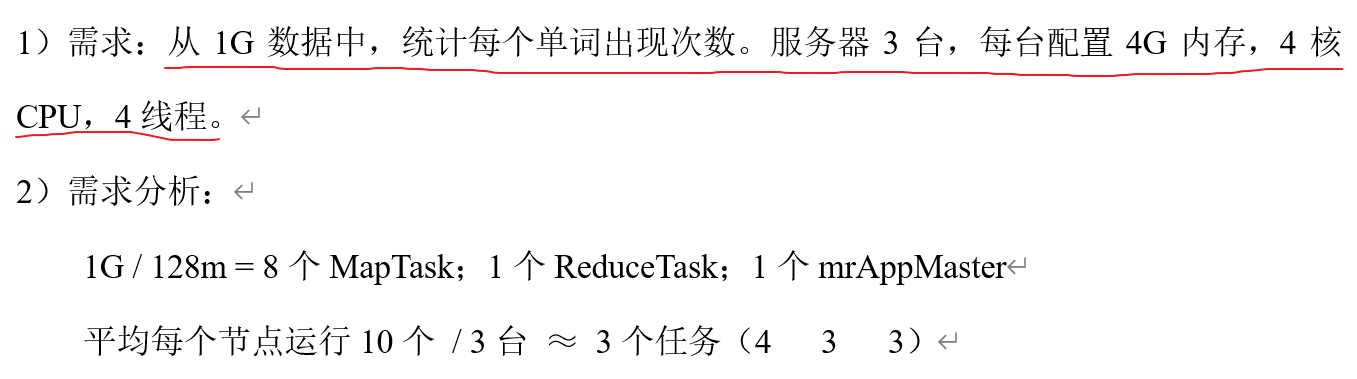 1）需求：从 1G 数据中，统计每个单词出现次数。服务器 3 台，每台配置 4G 内存，4 核
CPU，4 线程。↵
2）需求分析：↵
1G / 128m = 8 个 MapTask；1 个 ReduceTask；1 个 mrAppMaster↵
平均每个节点运行 10 个 / 3 台 ≈ 3 个任务（4 3 3）↵